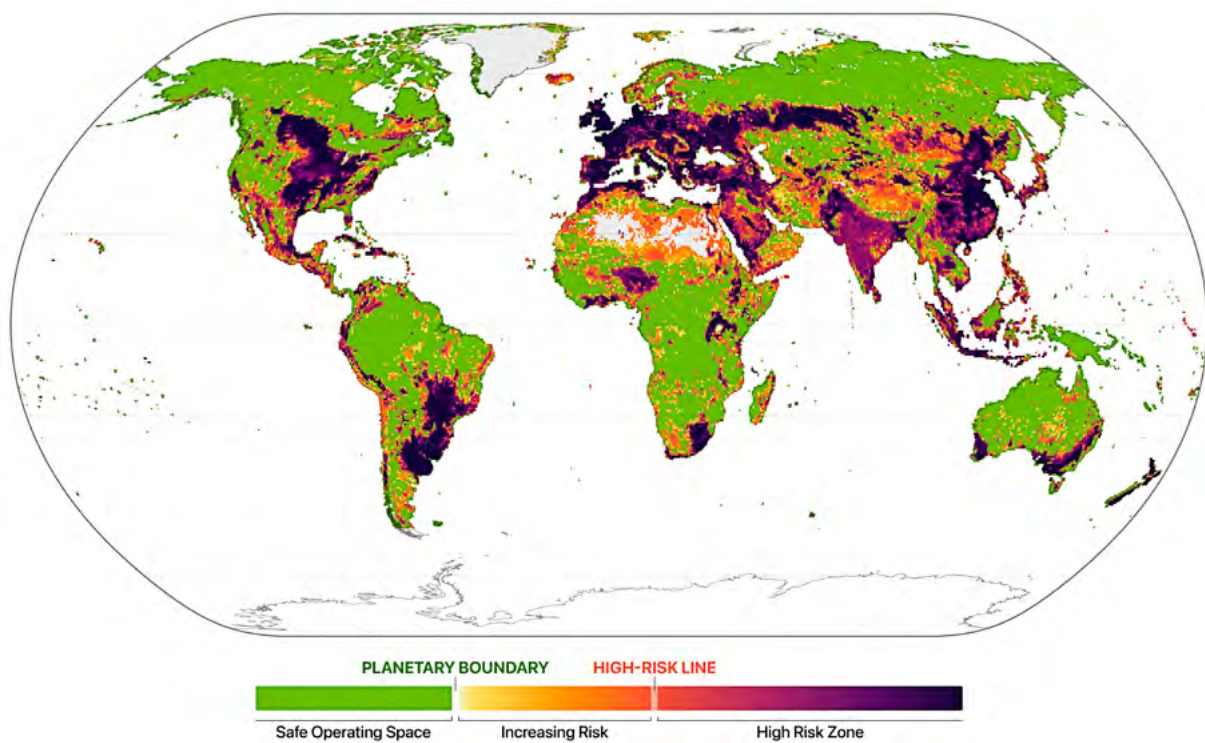 PLANETARY BOUNDARY HIGH-RISK LINE
Safe Operating Space Increasing Risk High Risk Zone